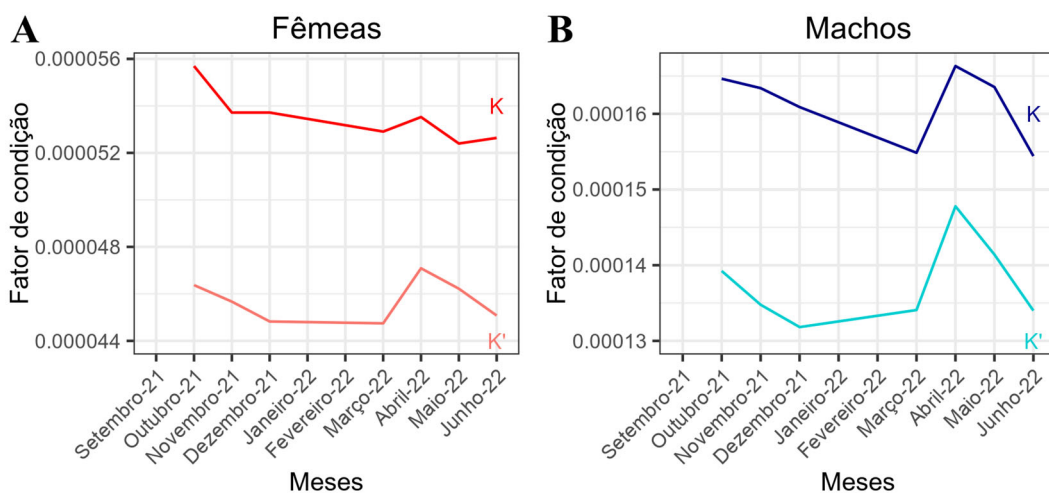 A
Fêmeas
Fator de condição
0.000056
0.000052
0.000048
0.000044
K
K'
Setembro-21
Outubro-21
Novembro-21
Dezembro-21
Janeiro-22
Fevereiro-22
Março-22
Abril-22
Maio-22
Junho-22
Meses
B
Machos
Fator de condição
0.00016
0.00015
0.00014
0.00013
K
K'
Setembro-21
Outubro-21
Novembro-21
Dezembro-21
Janeiro-22
Fevereiro-22
Março-22
Abril-22
Maio-22
Junho-22
Meses